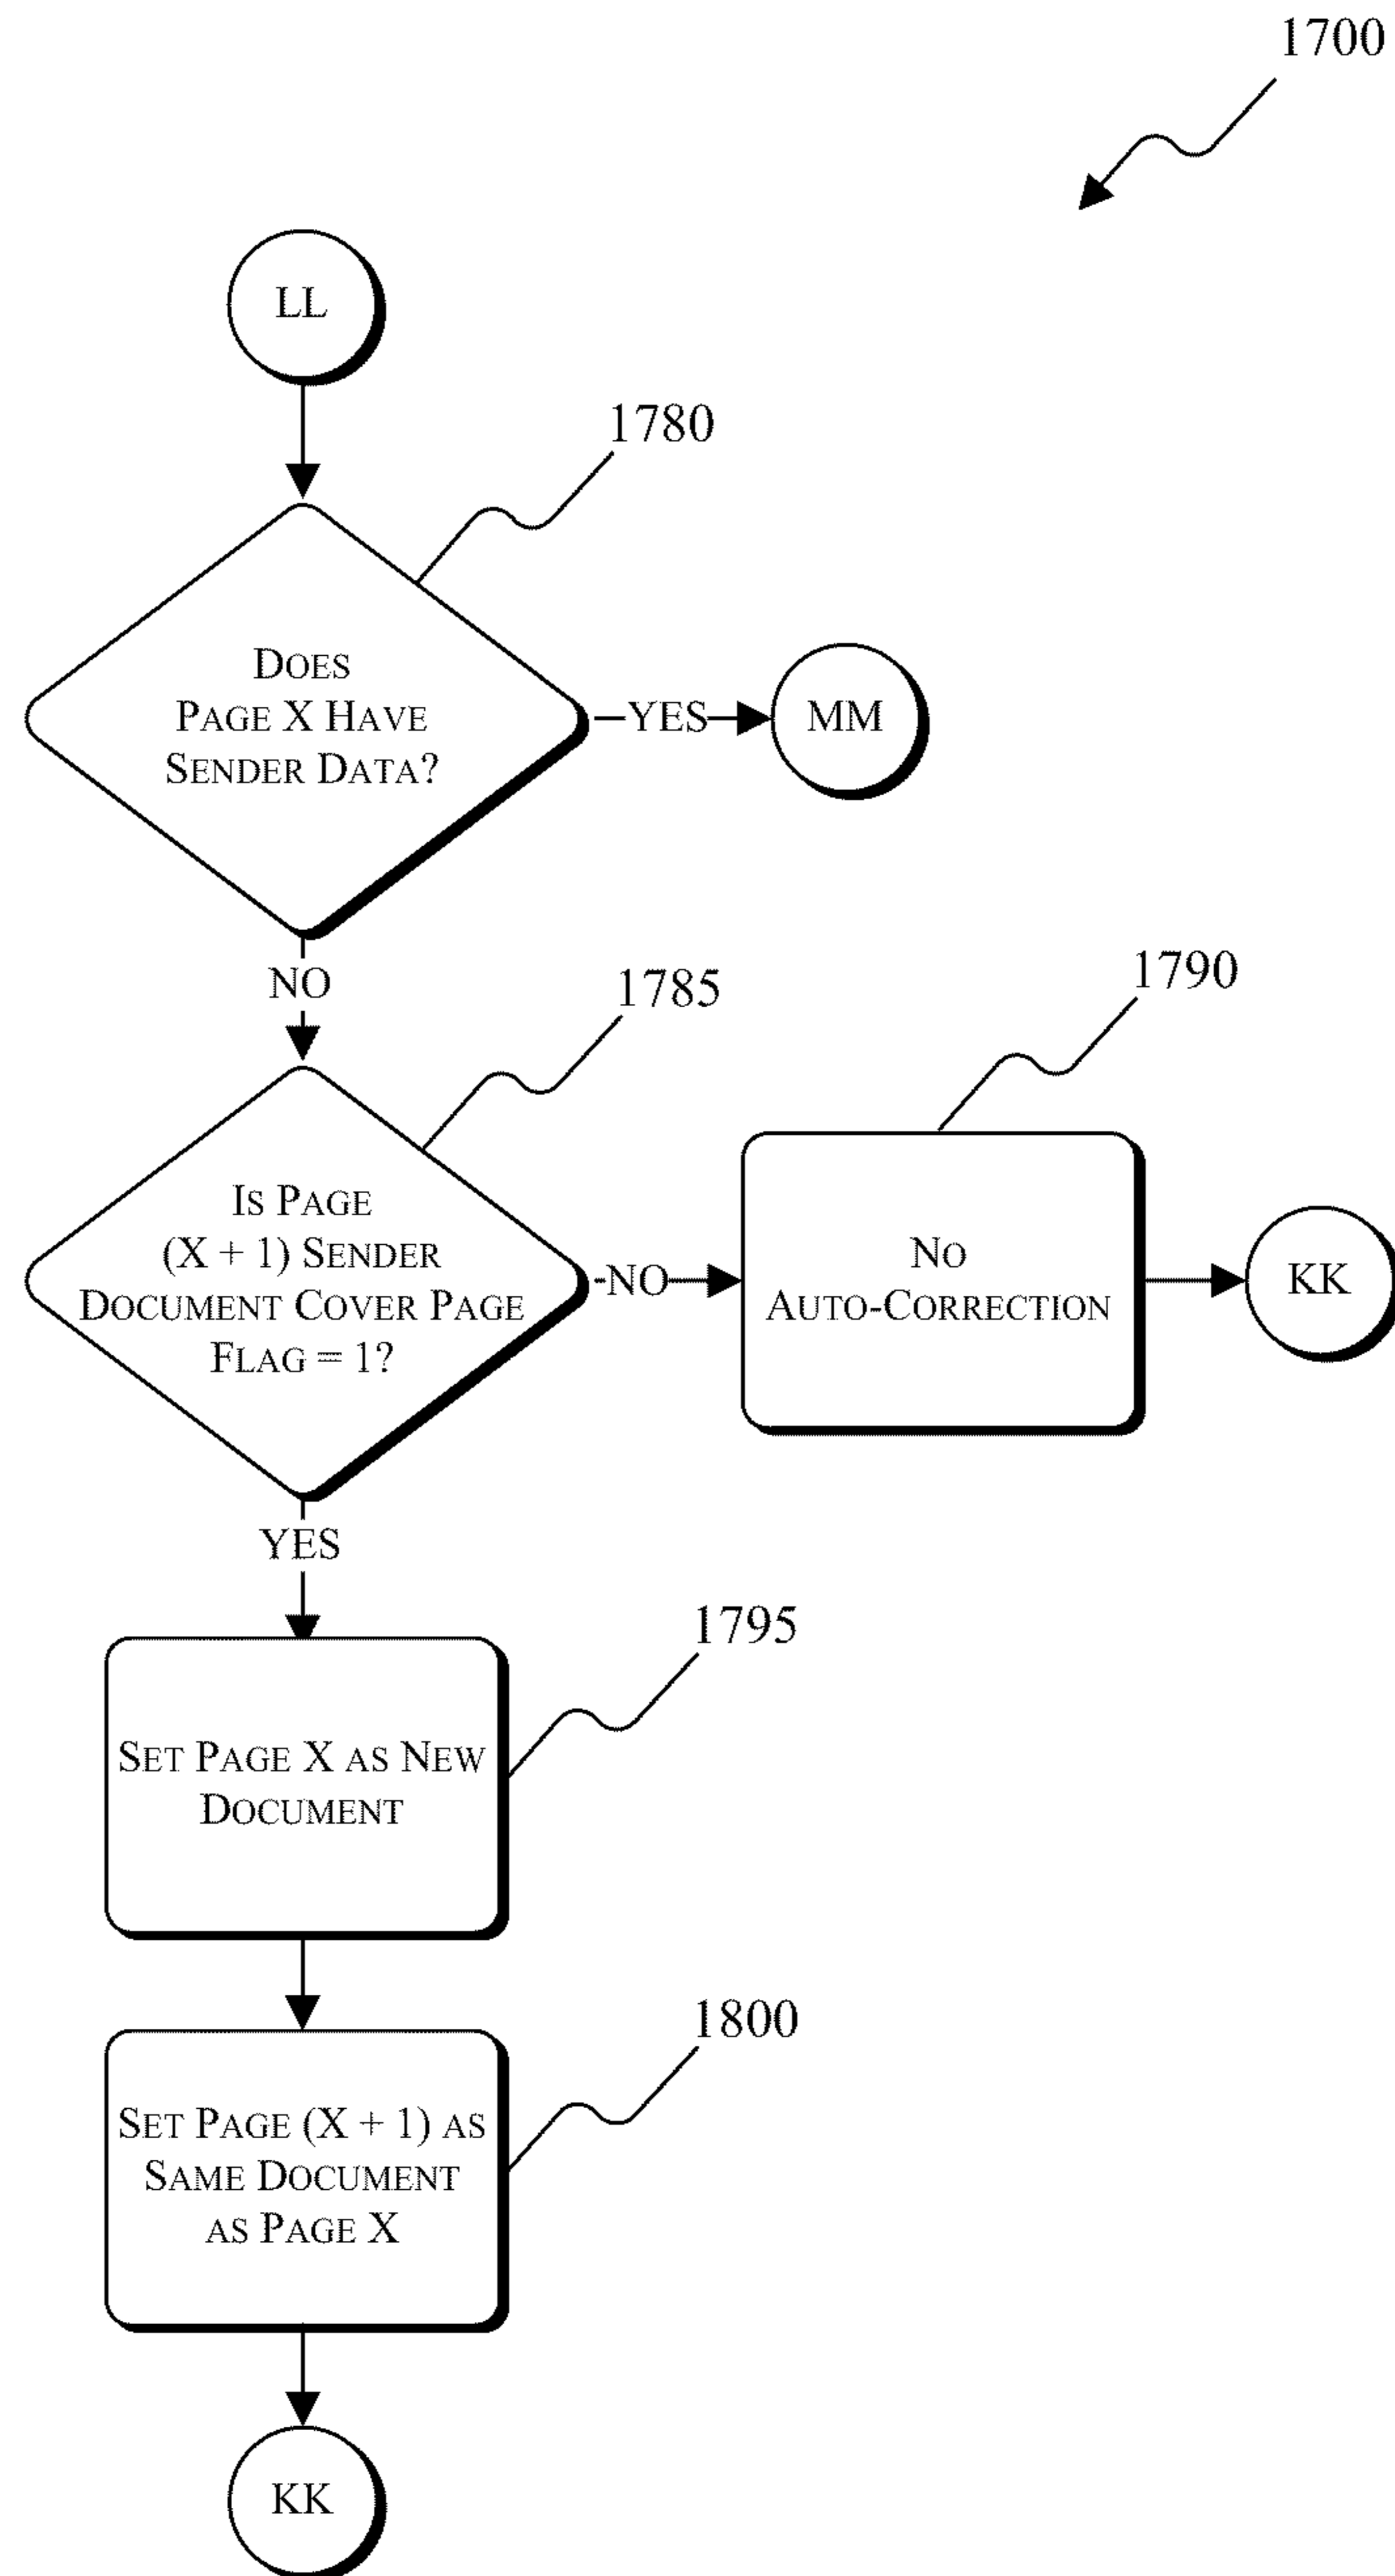 1700
LL
1780
DOES
PAGE X HAVE
SENDER DATA?
YES
MM
NO
1785
1790
IS PAGE
(X + 1) SENDER
DOCUMENT COVER PAGE
FLAG = 1?
NO
NO
AUTO-CORRECTION
KK
YES
1795
SET PAGE X AS NEW
DOCUMENT
1800
SET PAGE (X + 1) AS
SAME DOCUMENT
AS PAGE X
KK